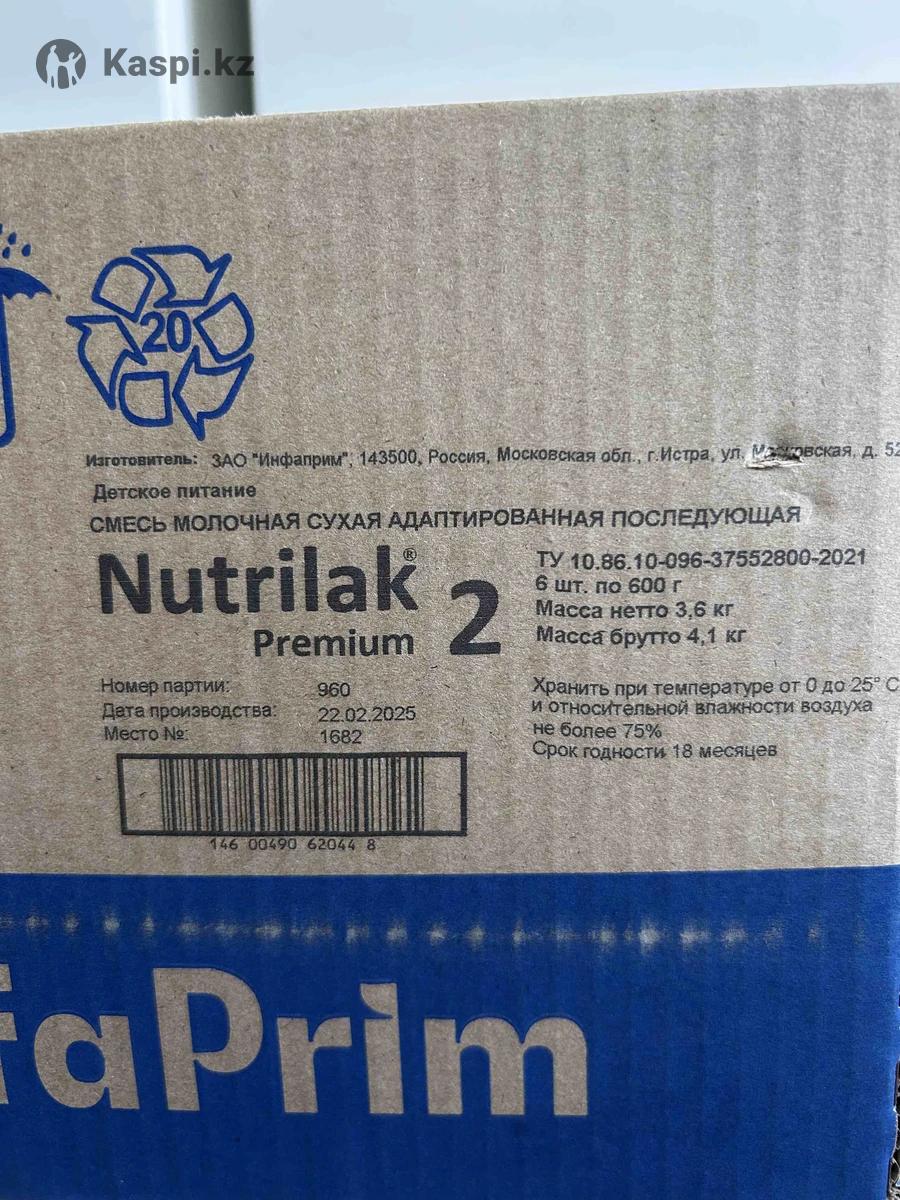 Kaspi.kz
20
Изготовитель: ЗАО "Инфаприм", 143500, Россия, Московская обл., г.Истра, ул. Московская, д. 52
Детское питание
СМЕСЬ МОЛОЧНАЯ СУХАЯ АДАПТИРОВАННАЯ ПОСЛЕДУЮЩАЯ
Nutrilak®
Premium 2
ТУ 10.86.10-096-37552800-2021
6 шт. по 600 г
Масса нетто 3,6 кг
Масса брутто 4,1 кг
Номер партии: 960
Дата производства: 22.02.2025
Место №: 1682
Хранить при температуре от 0 до 25° С
и относительной влажности воздуха
не более 75%
Срок годности 18 месяцев
146 00490 62044 8
faPrim